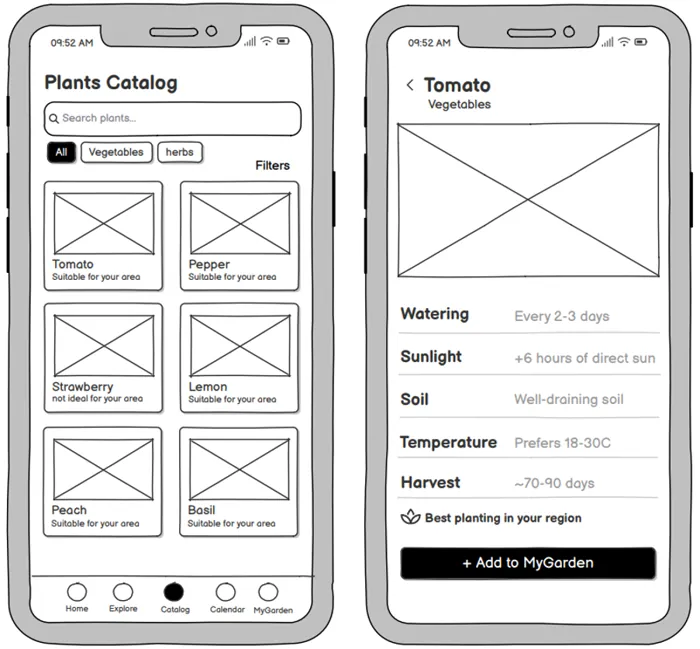 09:52 AM
Plants Catalog
Search plants...
All
Vegetables
herbs
Filters
Tomato
Suitable for your area
Pepper
Suitable for your area
Strawberry
not ideal for your area
Lemon
Suitable for your area
Peach
Suitable for your area
Basil
Suitable for your area
Home
Explore
Catalog
Calendar
MyGarden
09:52 AM
Tomato
Vegetables
Watering Every 2-3 days
Sunlight +6 hours of direct sun
Soil Well-draining soil
Temperature Prefers 18-30C
Harvest ~70-90 days
Best planting in your region
+ Add to MyGarden